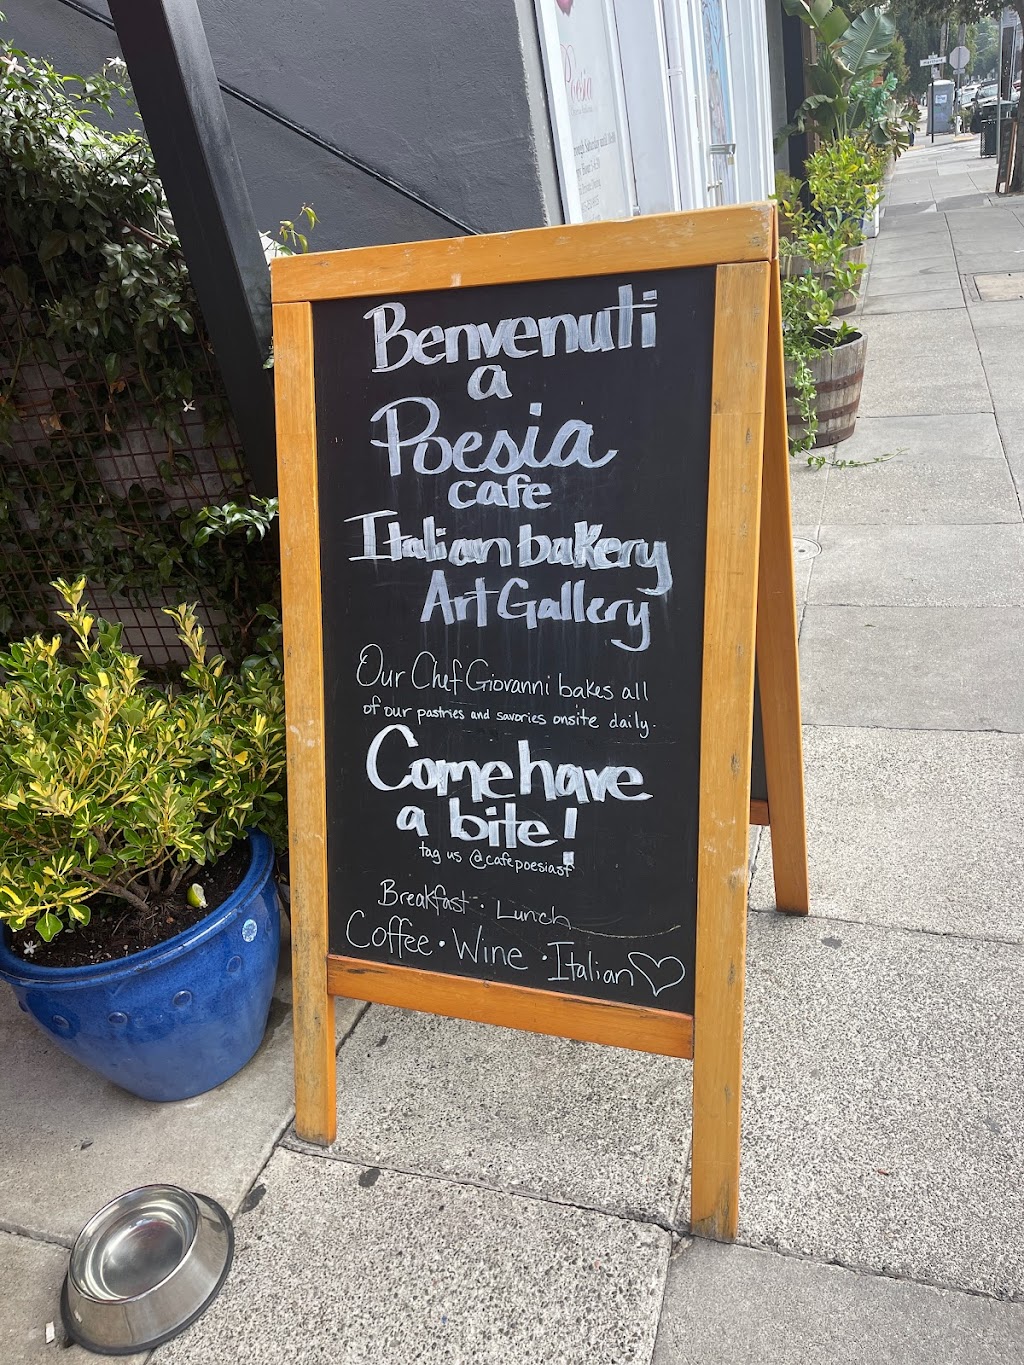 Poesia
Benvenuti
a
Poesia
cafe
Italian bakery
Art Gallery
Our Chef Giovanni bakes all
of our pastries and savories onsite daily.
Come have
a bite!
tag us @cafepoesiasf
Breakfast · Lunch
Coffee · Wine · Italian